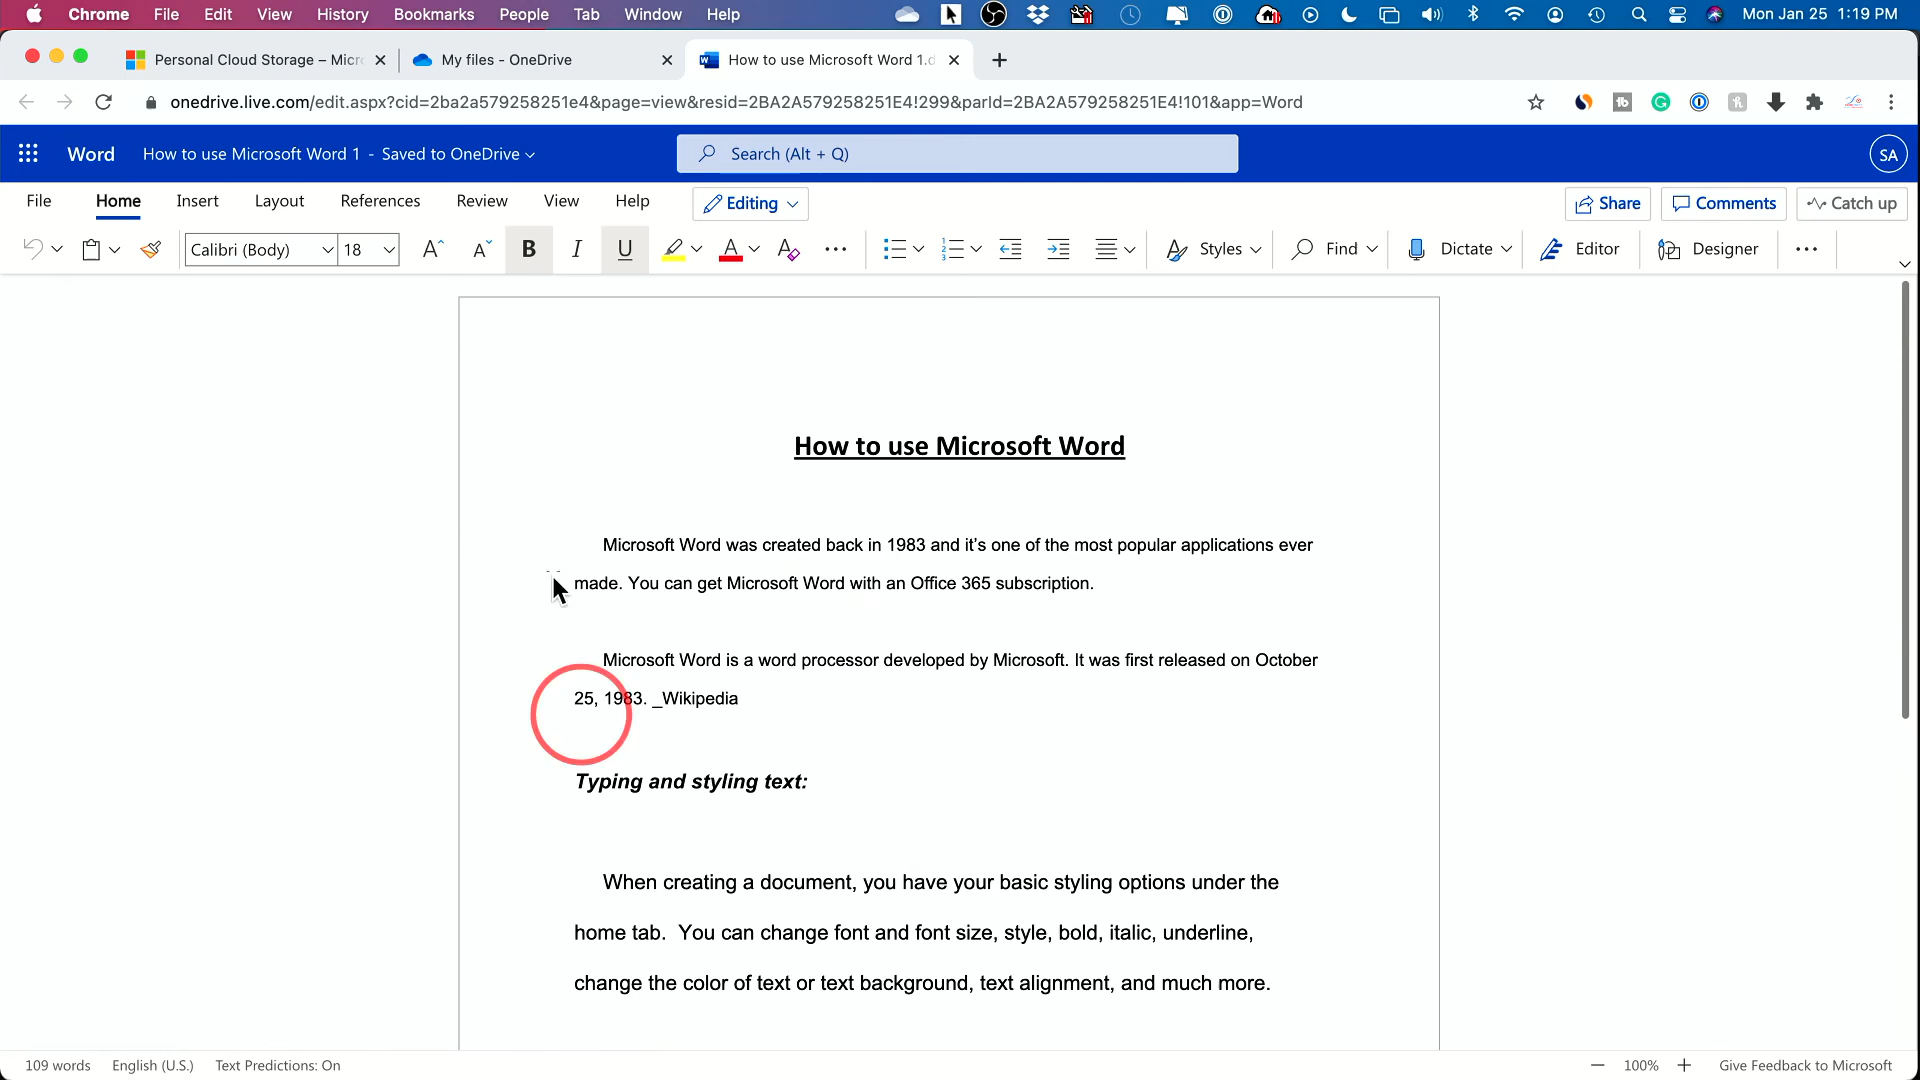 Chrome File Edit View History Bookmarks People Tab Window Help Mon Jan 25 1:19 PM
Personal Cloud Storage – Micr My files - OneDrive How to use Microsoft Word 1.d
onedrive.live.com/edit.aspx?cid=2ba2a579258251e4&page=view&resid=2BA2A579258251E4!299&parId=2BA2A579258251E4!101&app=Word
Word How to use Microsoft Word 1 - Saved to OneDrive Search (Alt + Q) SA
File Home Insert Layout References Review View Help Editing Share Comments Catch up
Calibri (Body) 18 A A B I U A A Styles Find Dictate Editor Designer
How to use Microsoft Word
Microsoft Word was created back in 1983 and it's one of the most popular applications ever
made. You can get Microsoft Word with an Office 365 subscription.
Microsoft Word is a word processor developed by Microsoft. It was first released on October
25, 1983. _Wikipedia
Typing and styling text:
When creating a document, you have your basic styling options under the
home tab.  You can change font and font size, style, bold, italic, underline,
change the color of text or text background, text alignment, and much more.
109 words English (U.S.) Text Predictions: On 100% Give Feedback to Microsoft